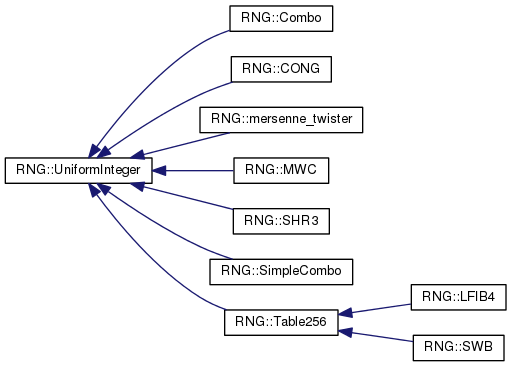 RNG::Combo
RNG::CONG
RNG::mersenne_twister
RNG::UniformInteger
RNG::MWC
RNG::SHR3
RNG::SimpleCombo
RNG::LFIB4
RNG::Table256
RNG::SWB